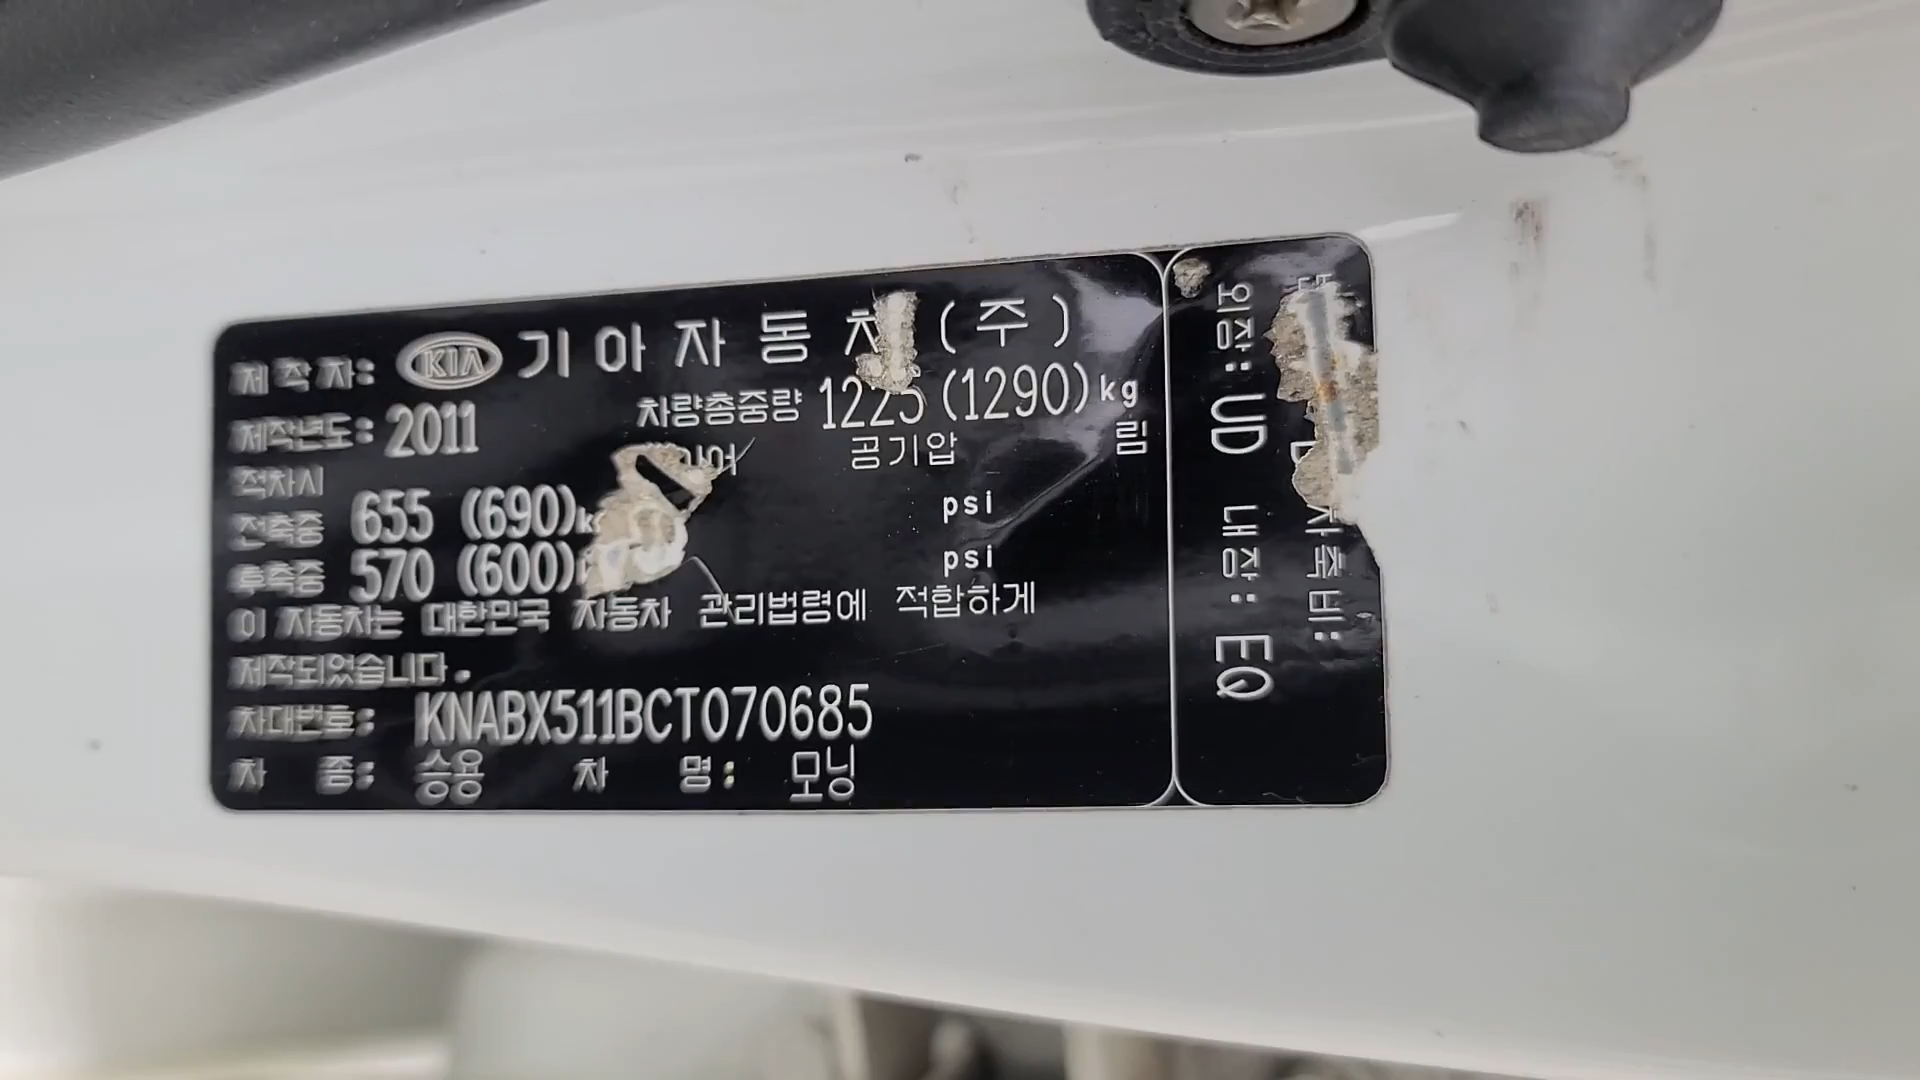 제작자: KIA 기아자동차(주)
제작년도: 2011 차량총중량 1225 (1290)kg
적차시 공기압 림
전축중 655 (690)k
psi
후축중 570 (600)
psi
이 자동차는 대한민국 자동차 관리법령에 적합하게
제작되었습니다.
차대번호: KNABX511BCT070685
차 종: 승용 차 명: 모닝
외장: UD 내장: EQ
축비: